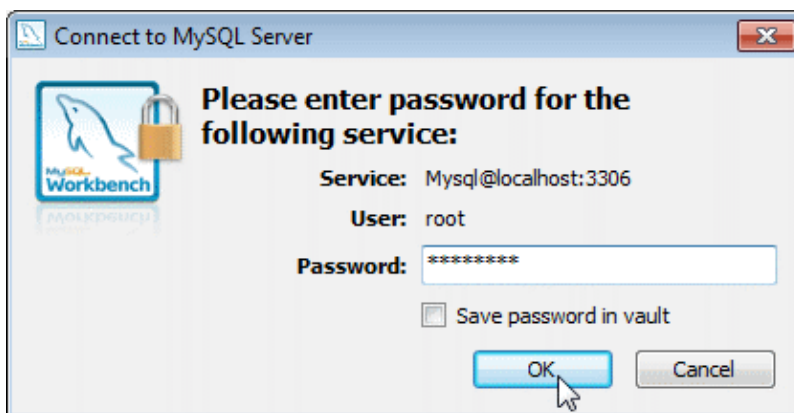 Connect to MySQL Server
Please enter password for the
following service:
MySQL
Workbench
Service: Mysql@localhost:3306
User: root
Password: ********
Save password in vault
OK Cancel